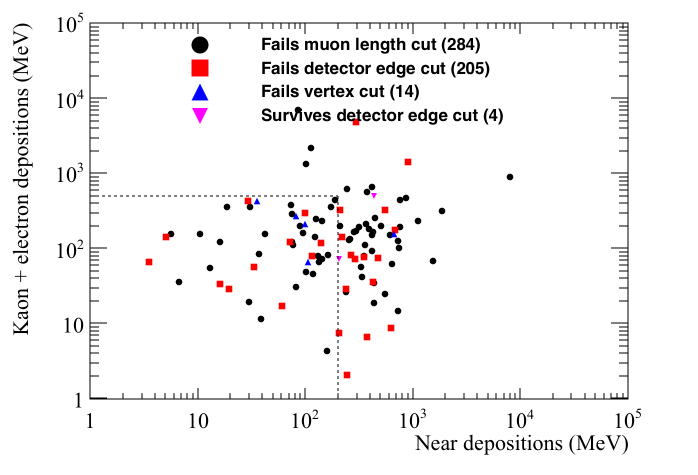 10^5
10^4
10^3
10^2
10
1
Kaon + electron depositions (MeV)
Fails muon length cut (284)
Fails detector edge cut (205)
Fails vertex cut (14)
Survives detector edge cut (4)
1 10 10^2 10^3 10^4 10^5
Near depositions (MeV)